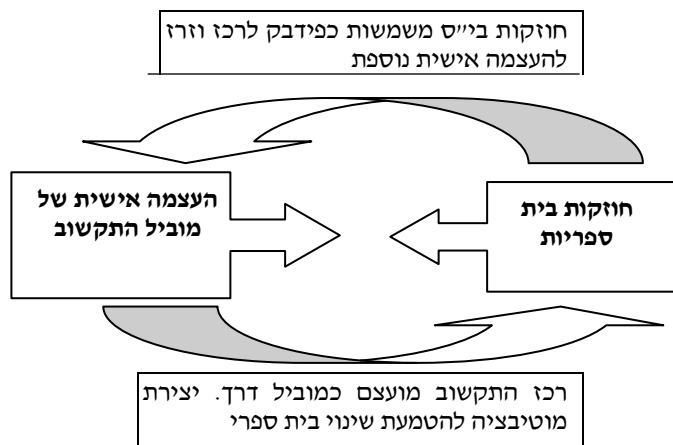 חוזקות בי״ס משמשות כפידבק לרכז וזרז
להעצמה אישית נוספת
חוזקות בית
ספריות
העצמה אישית של
מוביל התקשוב
רכז התקשוב מועצם כמוביל דרך. יצירת
מוטיבציה להטמעת שינוי בית ספרי